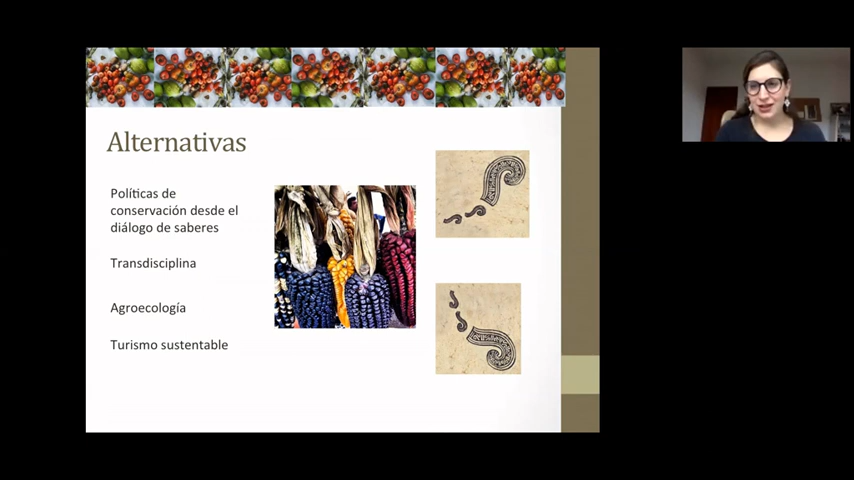 Alternativas
Políticas de
conservación desde el
diálogo de saberes
Transdisciplina
Agroecología
Turismo sustentable